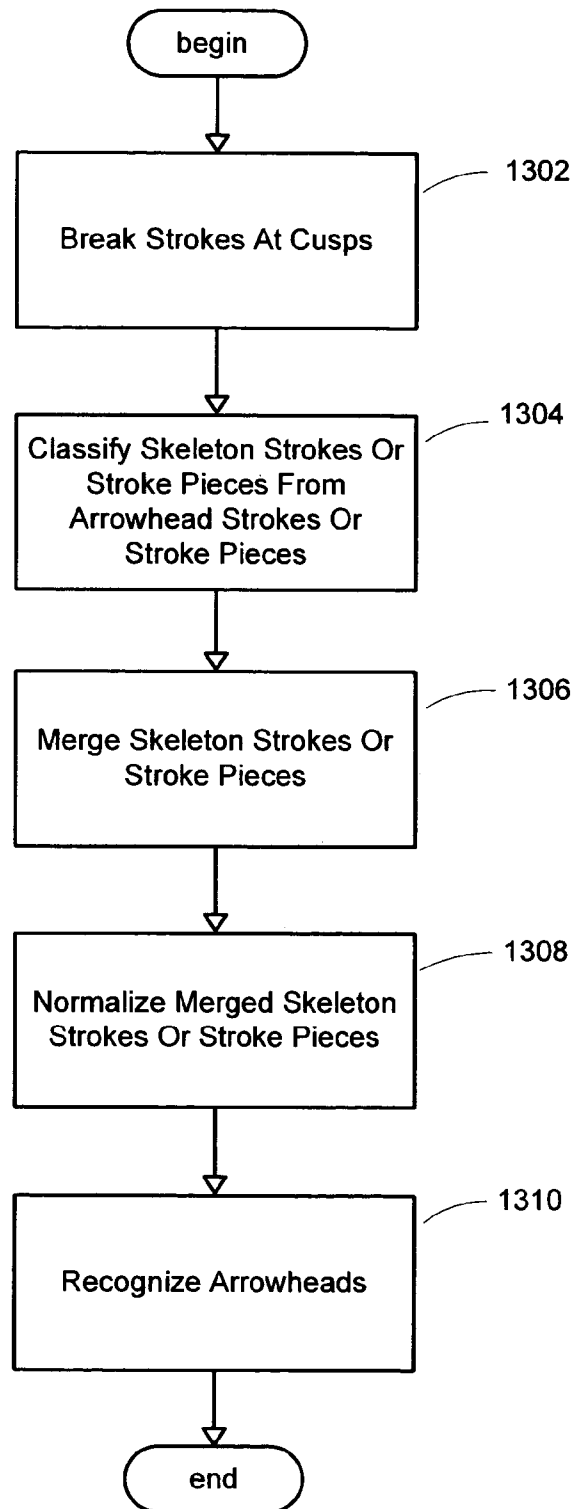 begin
1302
Break Strokes At Cusps
1304
Classify Skeleton Strokes Or
Stroke Pieces From
Arrowhead Strokes Or
Stroke Pieces
1306
Merge Skeleton Strokes Or
Stroke Pieces
1308
Normalize Merged Skeleton
Strokes Or Stroke Pieces
1310
Recognize Arrowheads
end